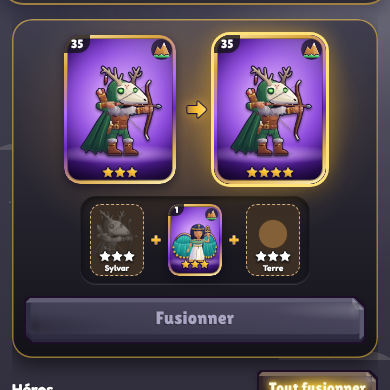 35
35
1
Sylvar
+
+
Terre
Fusionner
Héros
Tout fusionner